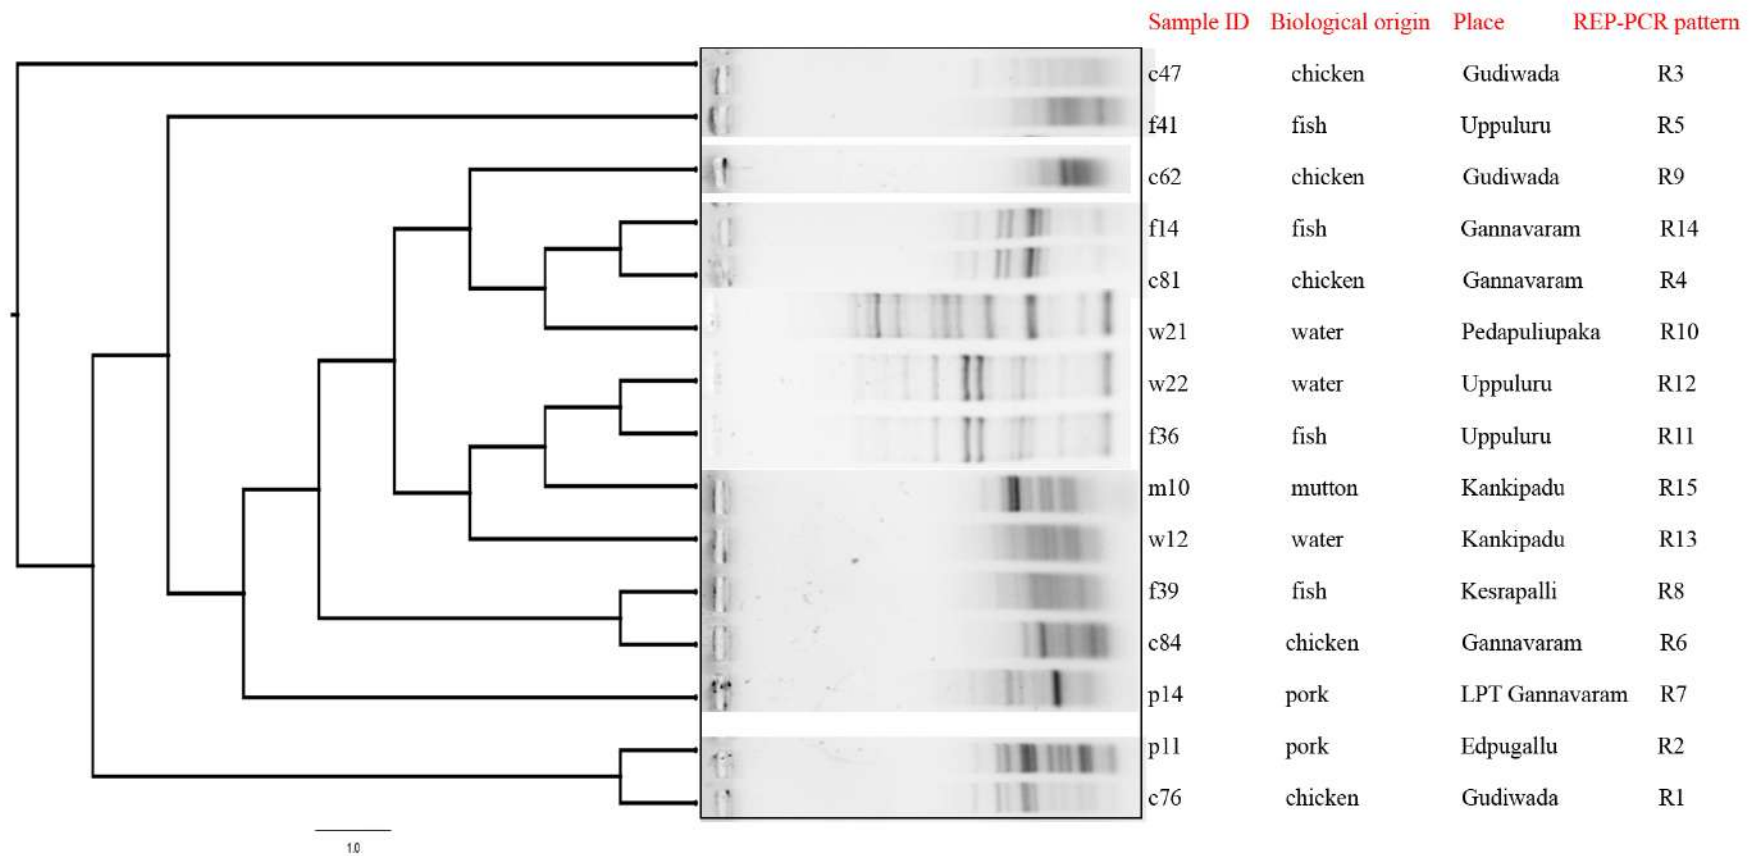 Sample ID Biological origin Place REP-PCR pattern
c47 chicken Gudiwada R3
f41 fish Uppuluru R5
c62 chicken Gudiwada R9
f14 fish Gannavaram R14
c81 chicken Gannavaram R4
w21 water Pedapuliupaka R10
w22 water Uppuluru R12
f36 fish Uppuluru R11
m10 mutton Kankipadu R15
w12 water Kankipadu R13
f39 fish Kesrapalli R8
c84 chicken Gannavaram R6
p14 pork LPT Gannavaram R7
p11 pork Edpugallu R2
c76 chicken Gudiwada R1
1.0